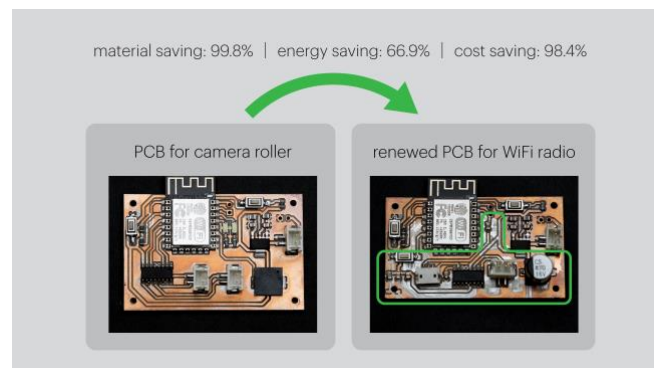 material saving: 99.8% | energy saving: 66.9% | cost saving: 98.4%
PCB for camera roller
renewed PCB for WiFi radio